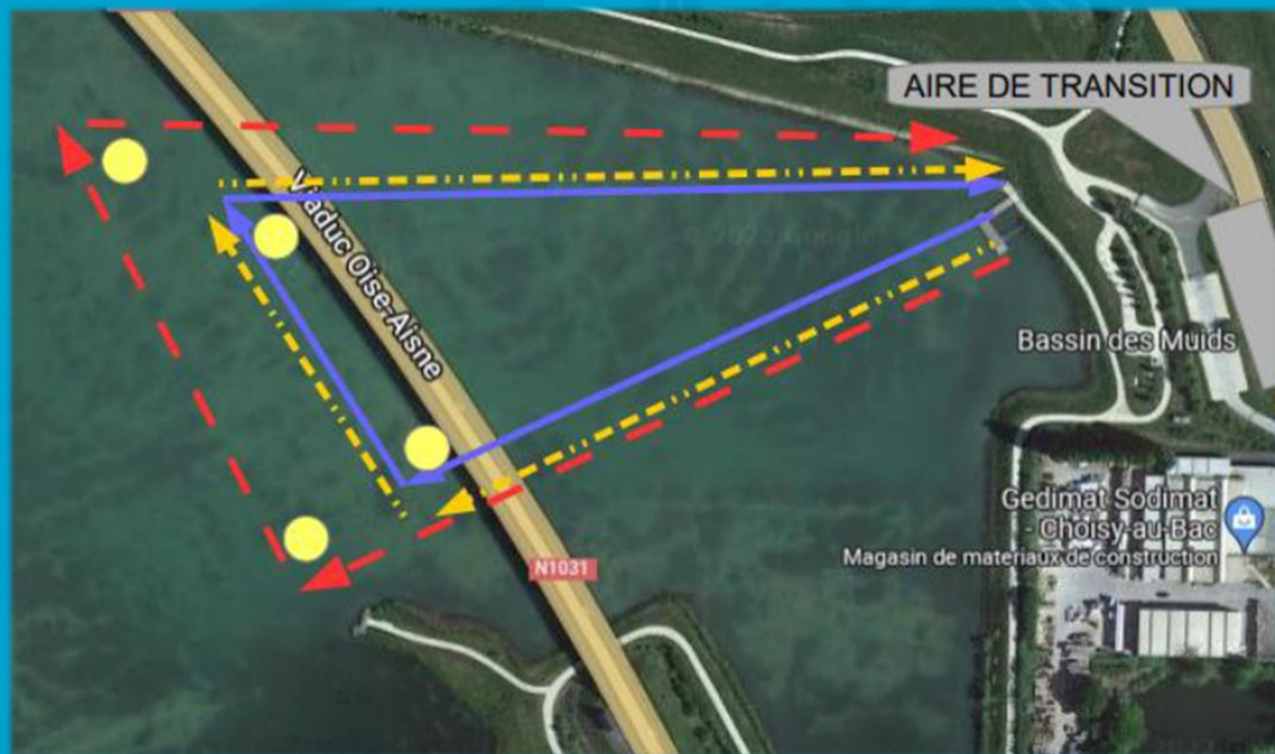 AIRE DE TRANSITION
Viaduc Oise-Aisne
Bassin des Muids
Gedimat Sodimat
- Choisy-au-Bac
Magasin de materiaux de construction
N1031